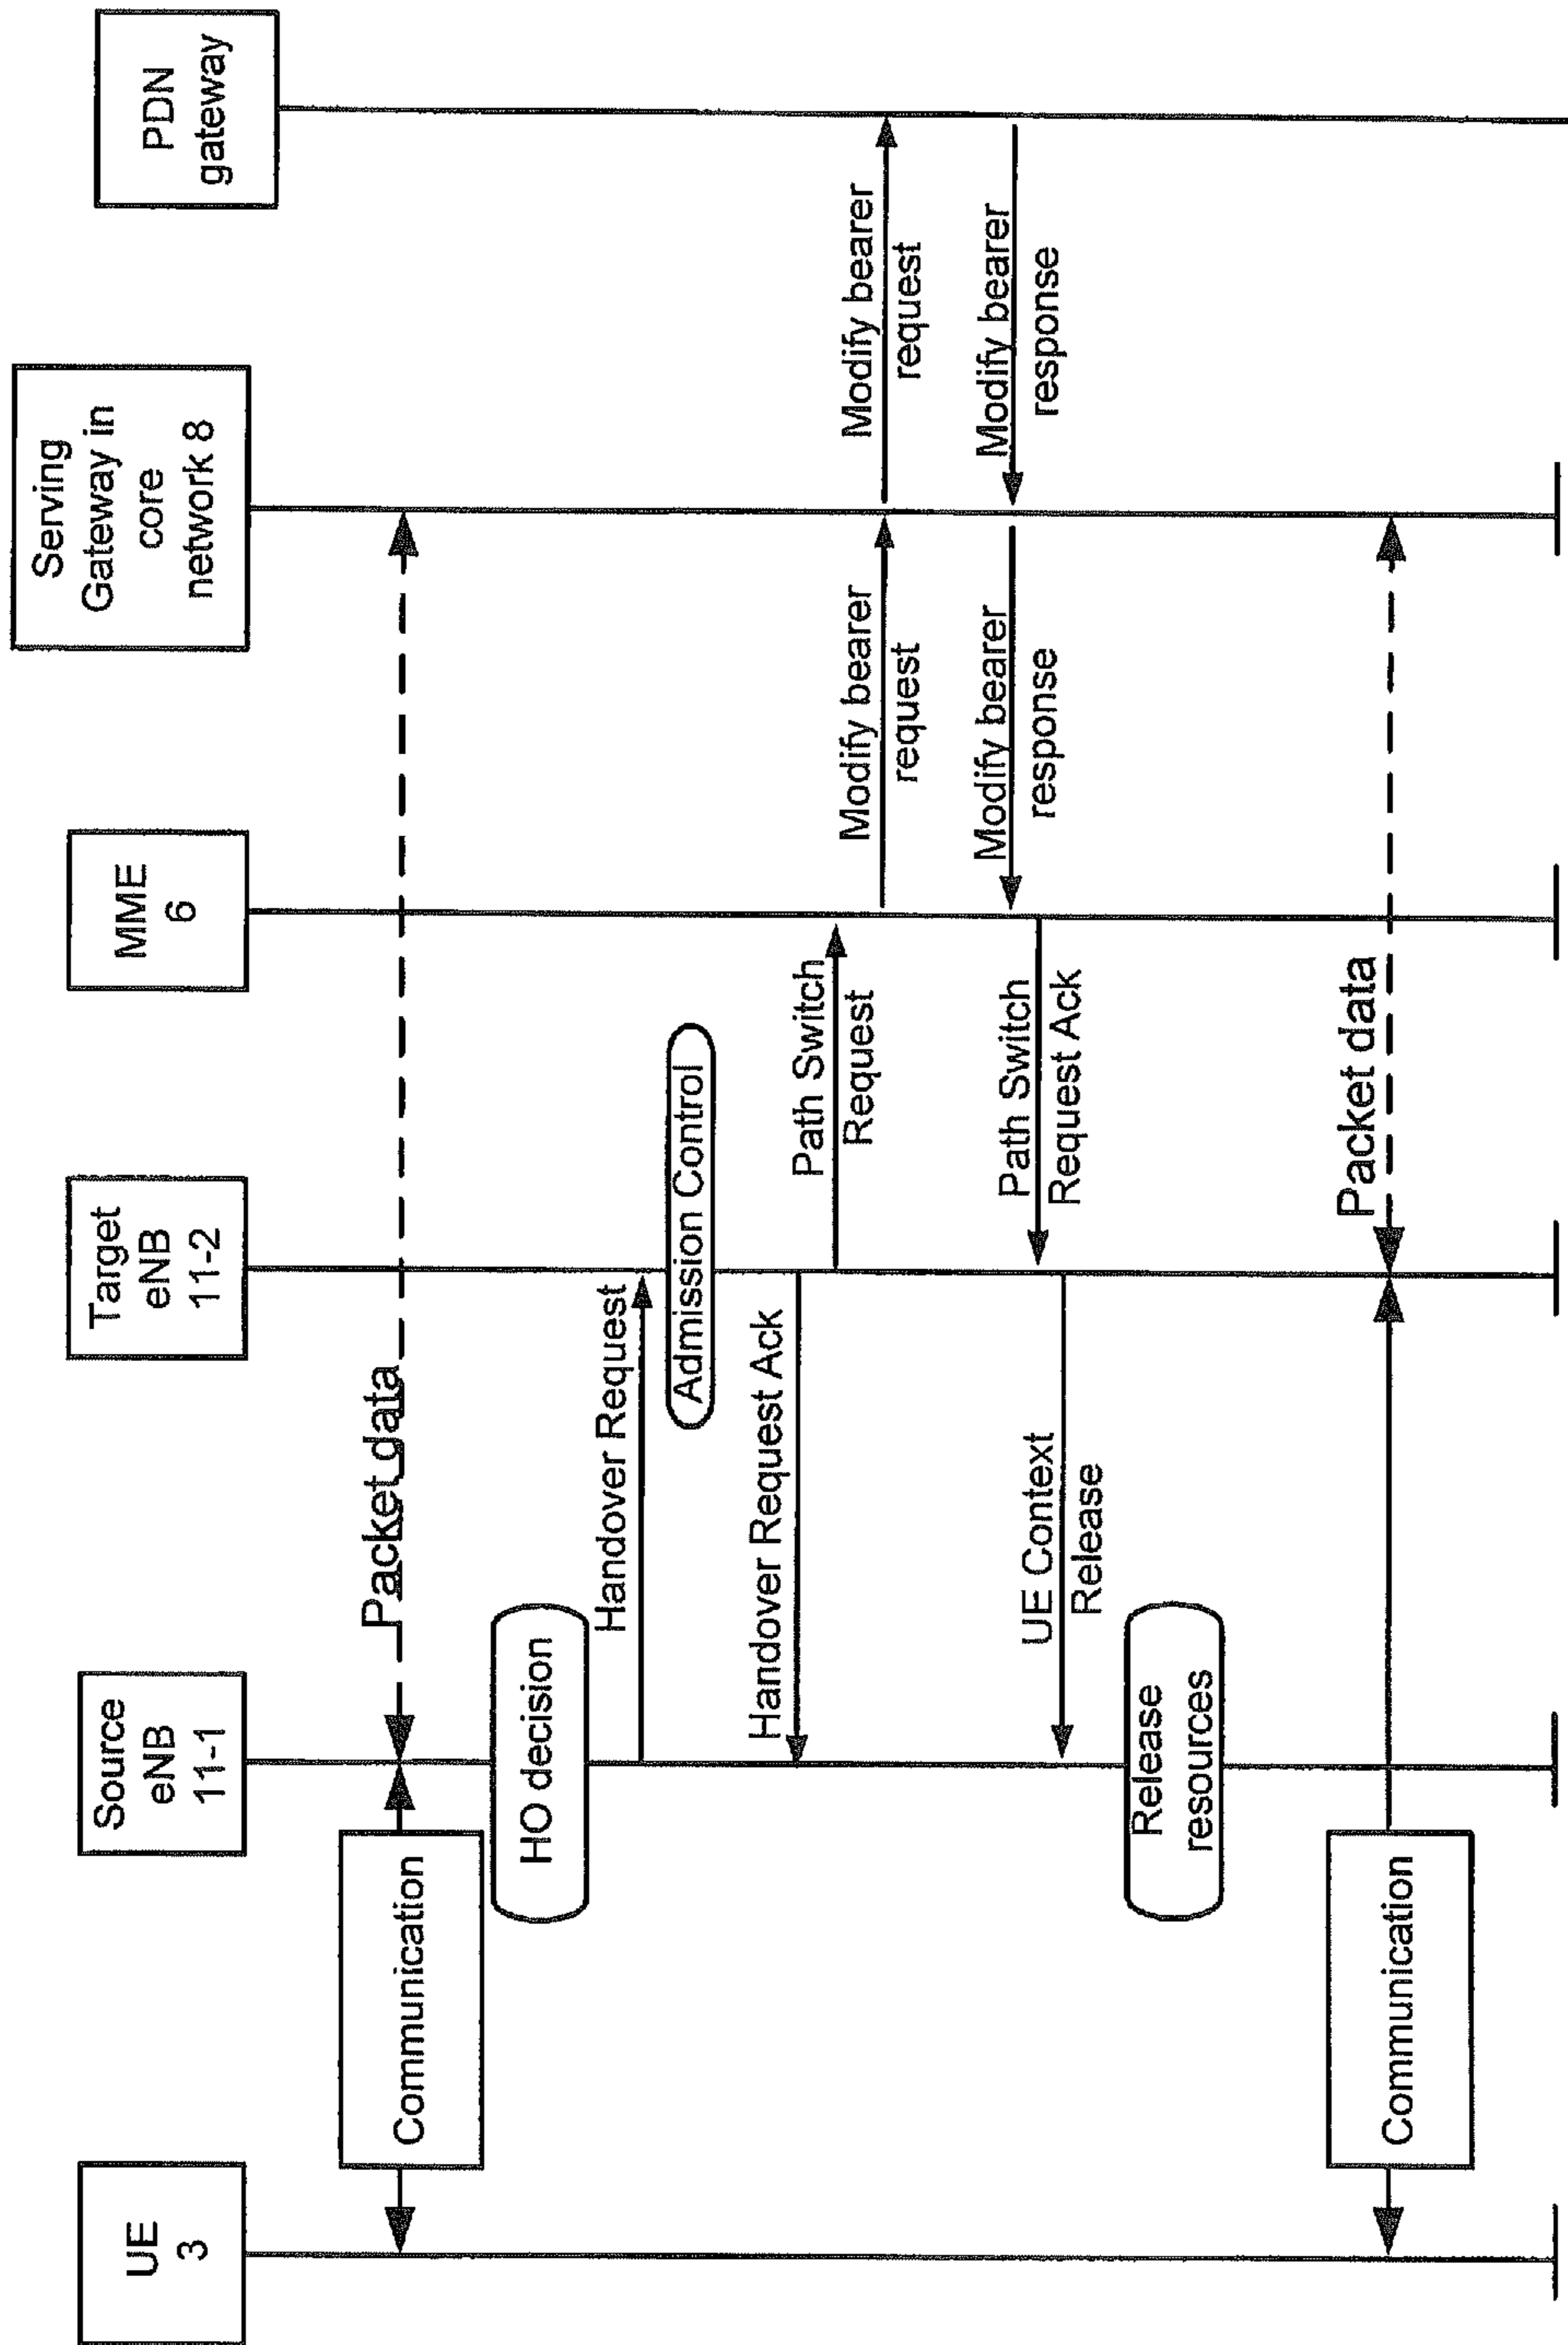 UE
3
Source
eNB
11-1
Target
eNB
11-2
MME
6
Serving
Gateway in
core
network 8
PDN
gateway
Communication
Packet data
HO decision
Handover Request
Admission Control
Handover Request Ack
Path Switch
Request
Modify bearer
request
Modify bearer
request
Modify bearer
response
Modify bearer
response
Path Switch
Request Ack
UE Context
Release
Release
resources
Communication
Packet data